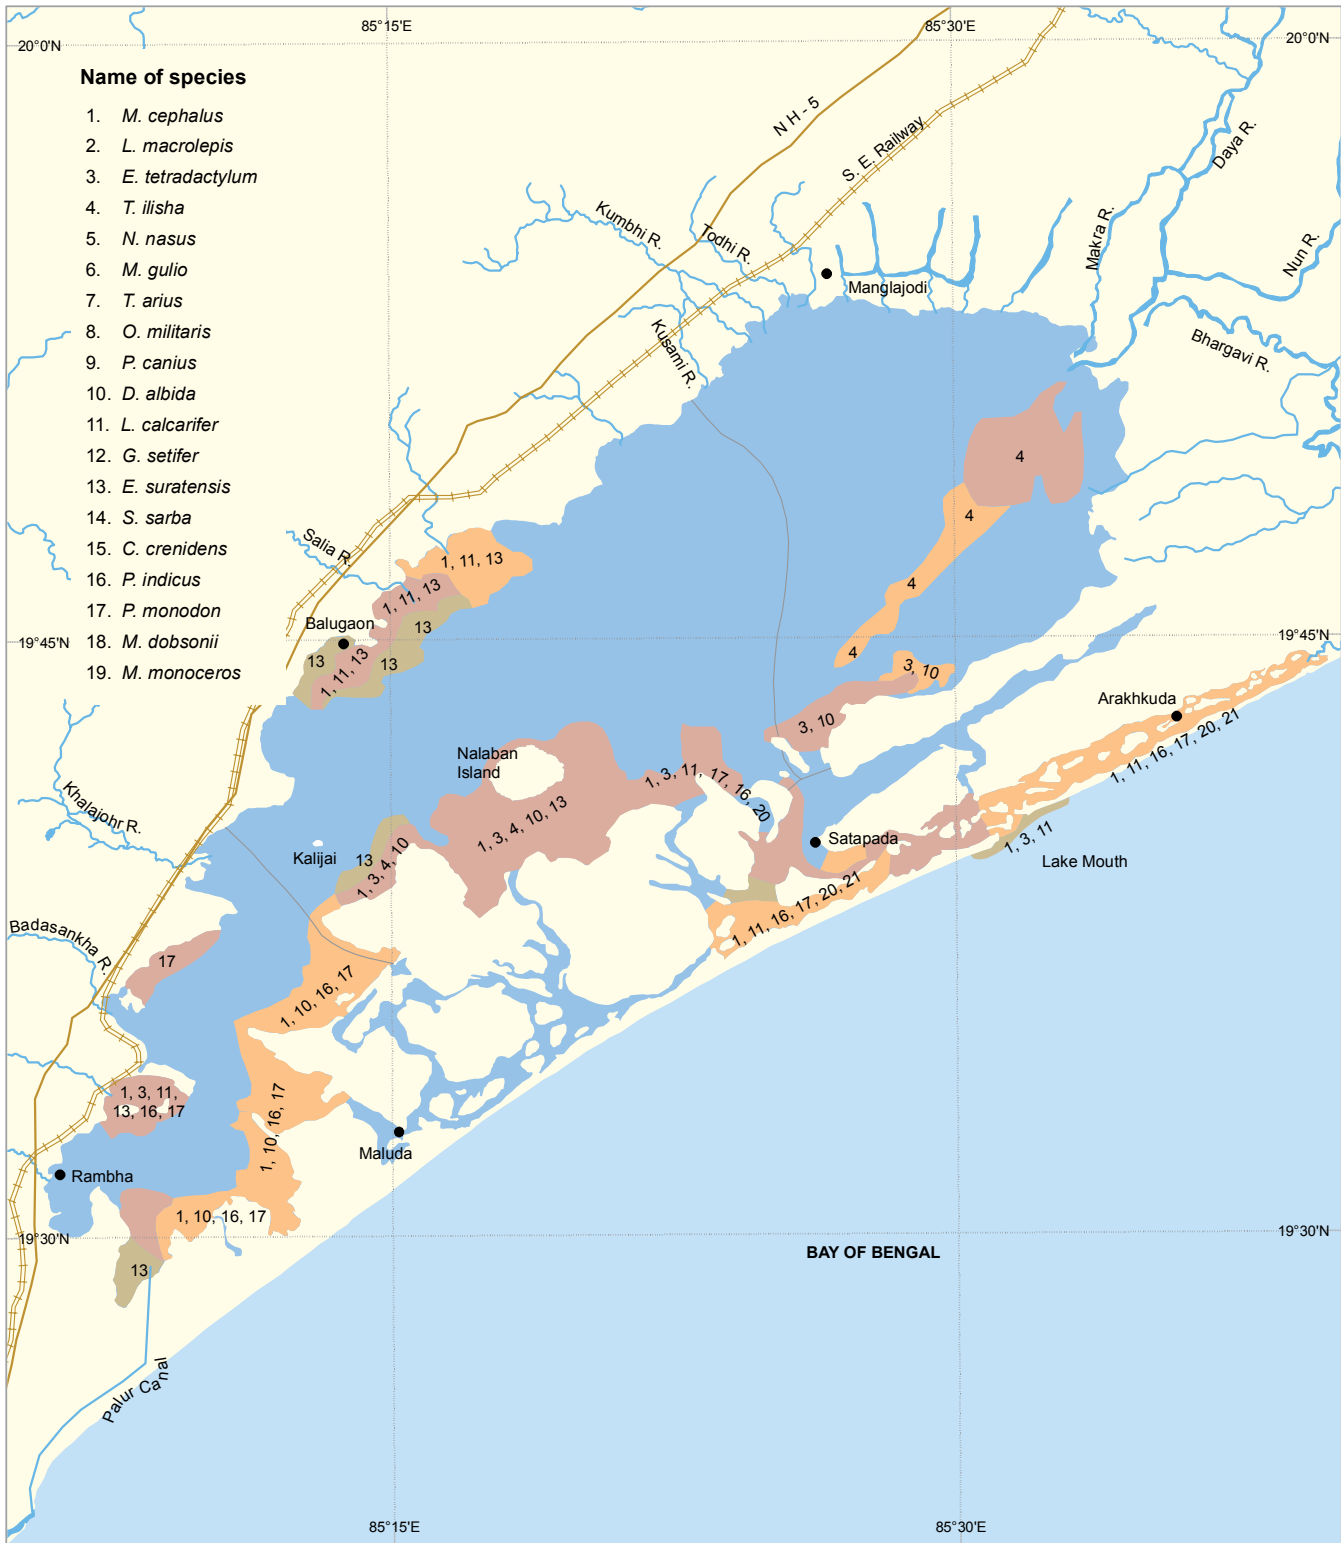 85°15'E
85°30'E
20°0'N
20°0'N
Name of species
1. M. cephalus
2. L. macrolepis
3. E. tetradactylum
4. T. ilisha
5. N. nasus
6. M. gulio
7. T. arius
8. O. militaris
9. P. canius
10. D. albida
11. L. calcarifer
12. G. setifer
13. E. suratensis
14. S. sarba
15. C. crenidens
16. P. indicus
17. P. monodon
18. M. dobsonii
19. M. monoceros
N H - 5
S. E. Railway
Daya R.
Makra R.
Nun R.
Kumbhi R.
Todhi R.
Manglajodi
Kusami R.
Bhargavi R.
4
4
Salia R.
1, 11, 13
1, 11, 13
4
Balugaon
13
19°45'N
19°45'N
13
1, 11, 13
13
4
3, 10
Arakhkuda
3, 10
1, 11, 16, 17, 20, 21
Nalaban
Island
1, 3, 11, 17, 16, 20
Khalajohr R.
1, 3, 4, 10, 13
Satapada
1, 3, 11
Lake Mouth
Kalijai
13
1, 3, 4, 10
1, 11, 16, 17, 20, 21
Badasankha R.
17
1, 10, 16, 17
1, 3, 11,
13, 16, 17
1, 10, 16, 17
Maluda
Rambha
1, 10, 16, 17
19°30'N
19°30'N
BAY OF BENGAL
13
Palur Canal
85°15'E
85°30'E